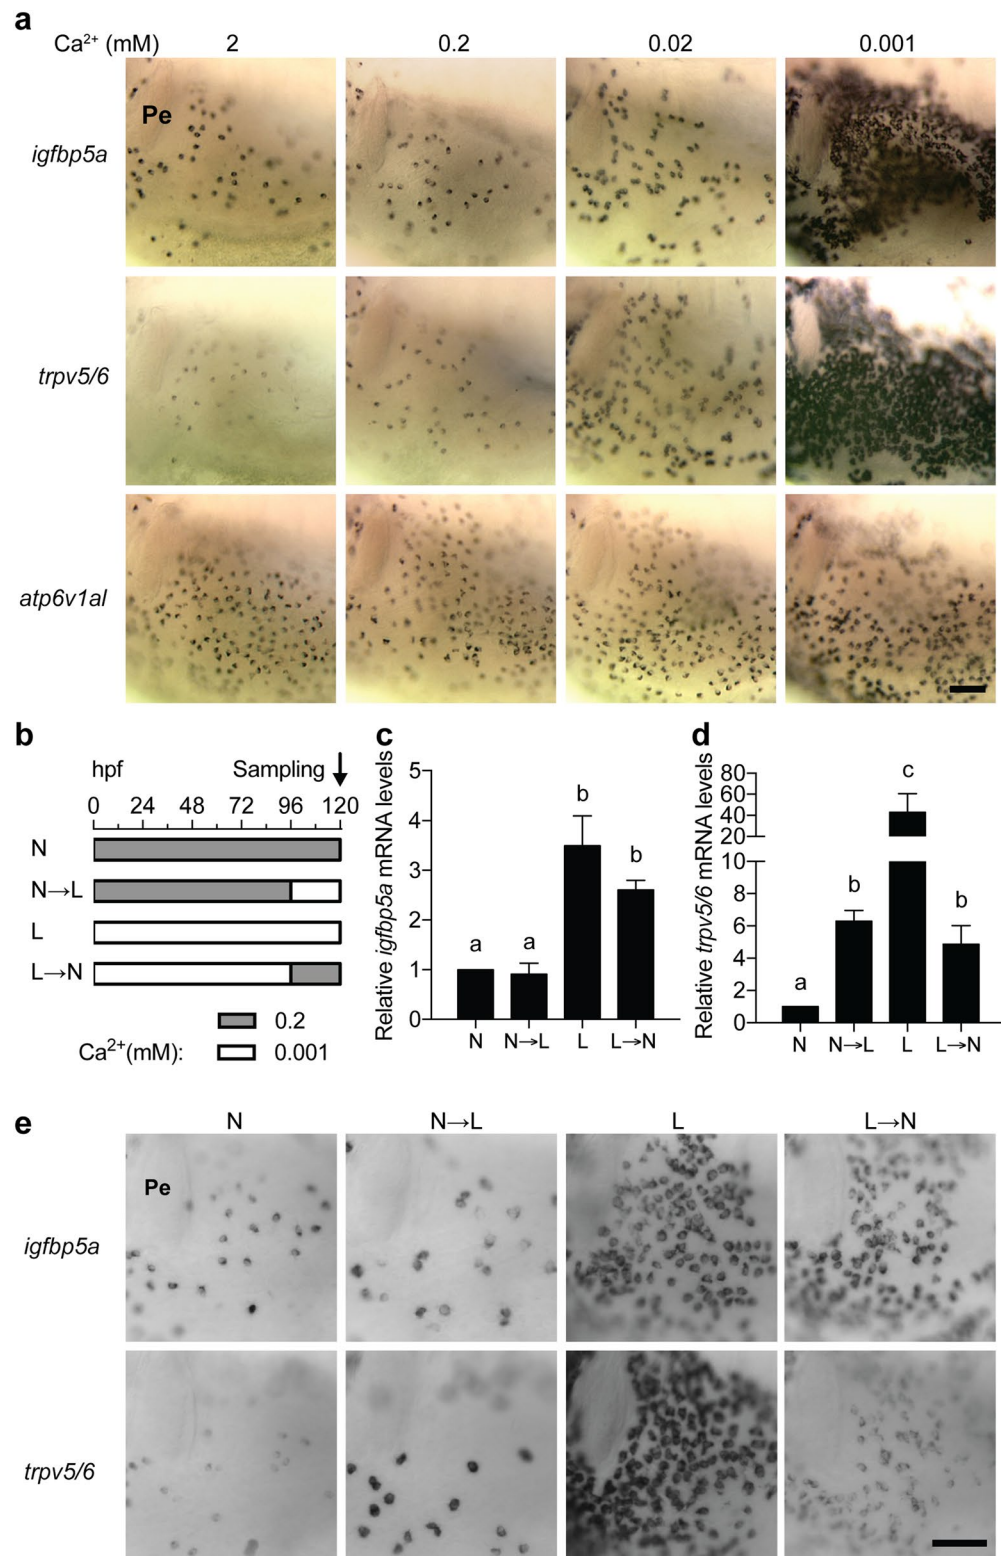 a
Ca²⁺ (mM) 2 0.2 0.02 0.001
Pe
igfbp5a
trpv5/6
atp6v1al
b
hpf Sampling
0 24 48 72 96 120
N
N→L
L
L→N
0.2
Ca²⁺(mM): 0.001
c
Relative igfbp5a mRNA levels
5
4
3
2
1
0
a a b b
N N→L L L→N
d
Relative trpv5/6 mRNA levels
80
60
40
20
10
8
6
4
2
0
a b c b
N N→L L L→N
e
N N→L L L→N
Pe
igfbp5a
trpv5/6